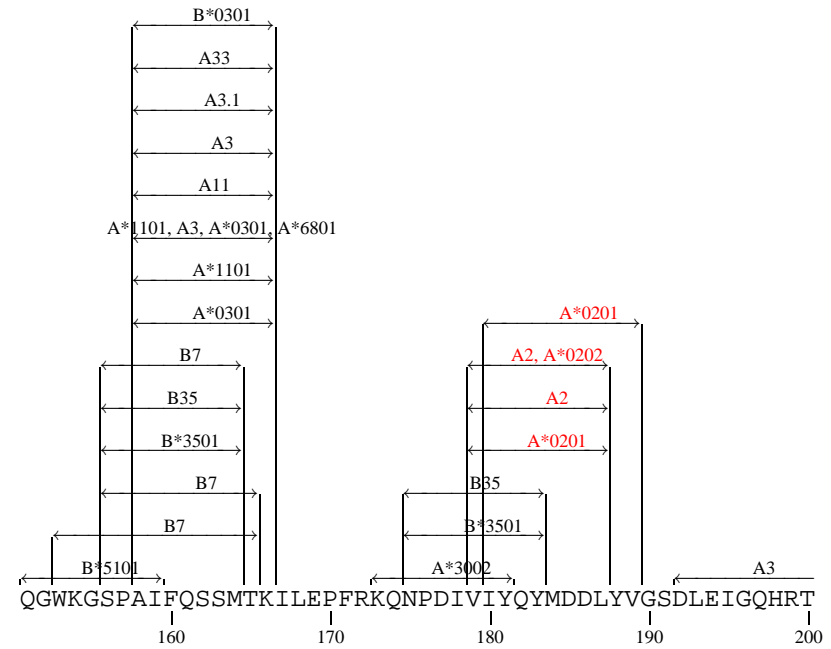 B*0301
A33
A3.1
A3
A11
A*1101, A3, A*0301, A*6801
A*1101
A*0301 A*0201
B7 A2, A*0202
B35 A2
B*3501 A*0201
B7 B35
B7 B*3501
B*5101 A*3002 A3
QGWKGSPAIFQSSMTKILEPFRKQNPDIVIYQYMDDLYVGSDLEIGQHRT
160 170 180 190 200